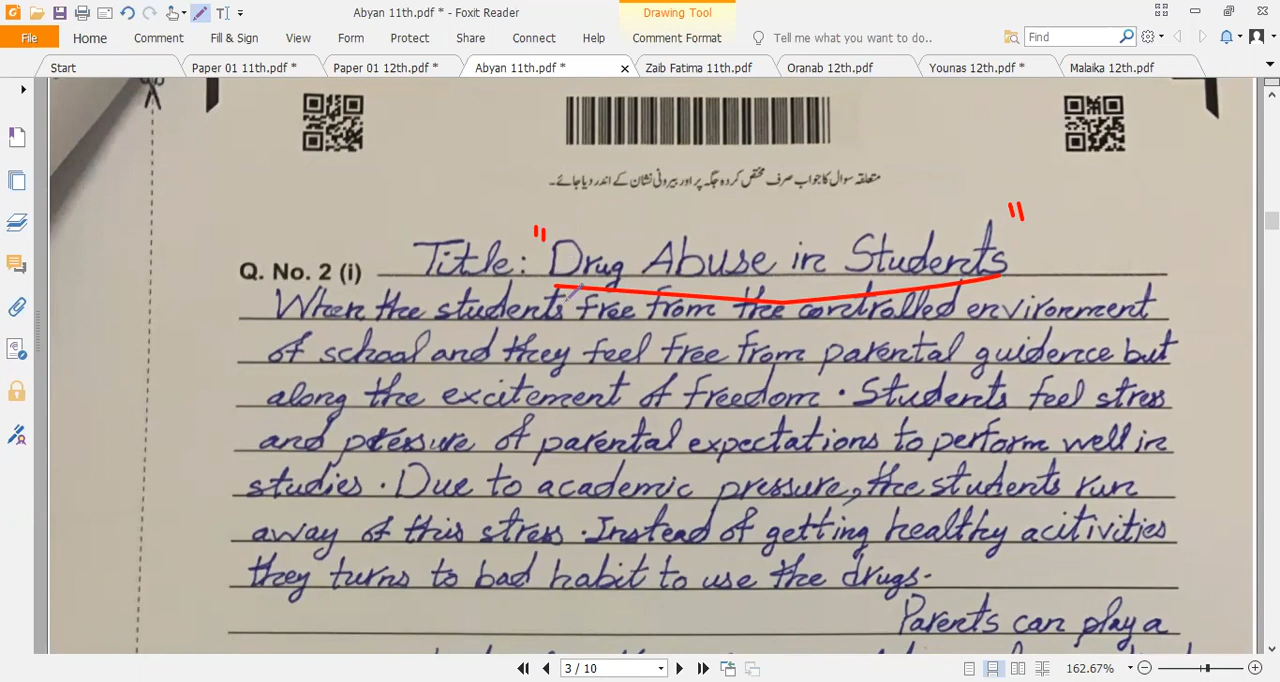 Abyan 11th.pdf * - Foxit Reader
Drawing Tool
File Home Comment Fill & Sign View Form Protect Share Connect Help Comment Format Tell me what you want to do.. Find
Start Paper 01 11th.pdf * Paper 01 12th.pdf * Abyan 11th.pdf * Zaib Fatima 11th.pdf Oranab 12th.pdf Younas 12th.pdf * Malaika 12th.pdf
متعلقہ سوال کا جواب صرف مختص کردہ جگہ پر اور بیرونی نشان کے اندر دیا جائے۔
Title: "Drug Abuse in Students"
Q. No. 2 (i)
When the students free from the controlled environment
of school and they feel free from parental guidence but
along the excitement of freedom. Students feel stress
and pressure of parental expectations to perform well in
studies. Due to academic pressure, the students run
away of this stress. Instead of getting healthy acitivities
they turns to bad habit to use the drugs.
Parents can play a
3 / 10
162.67%